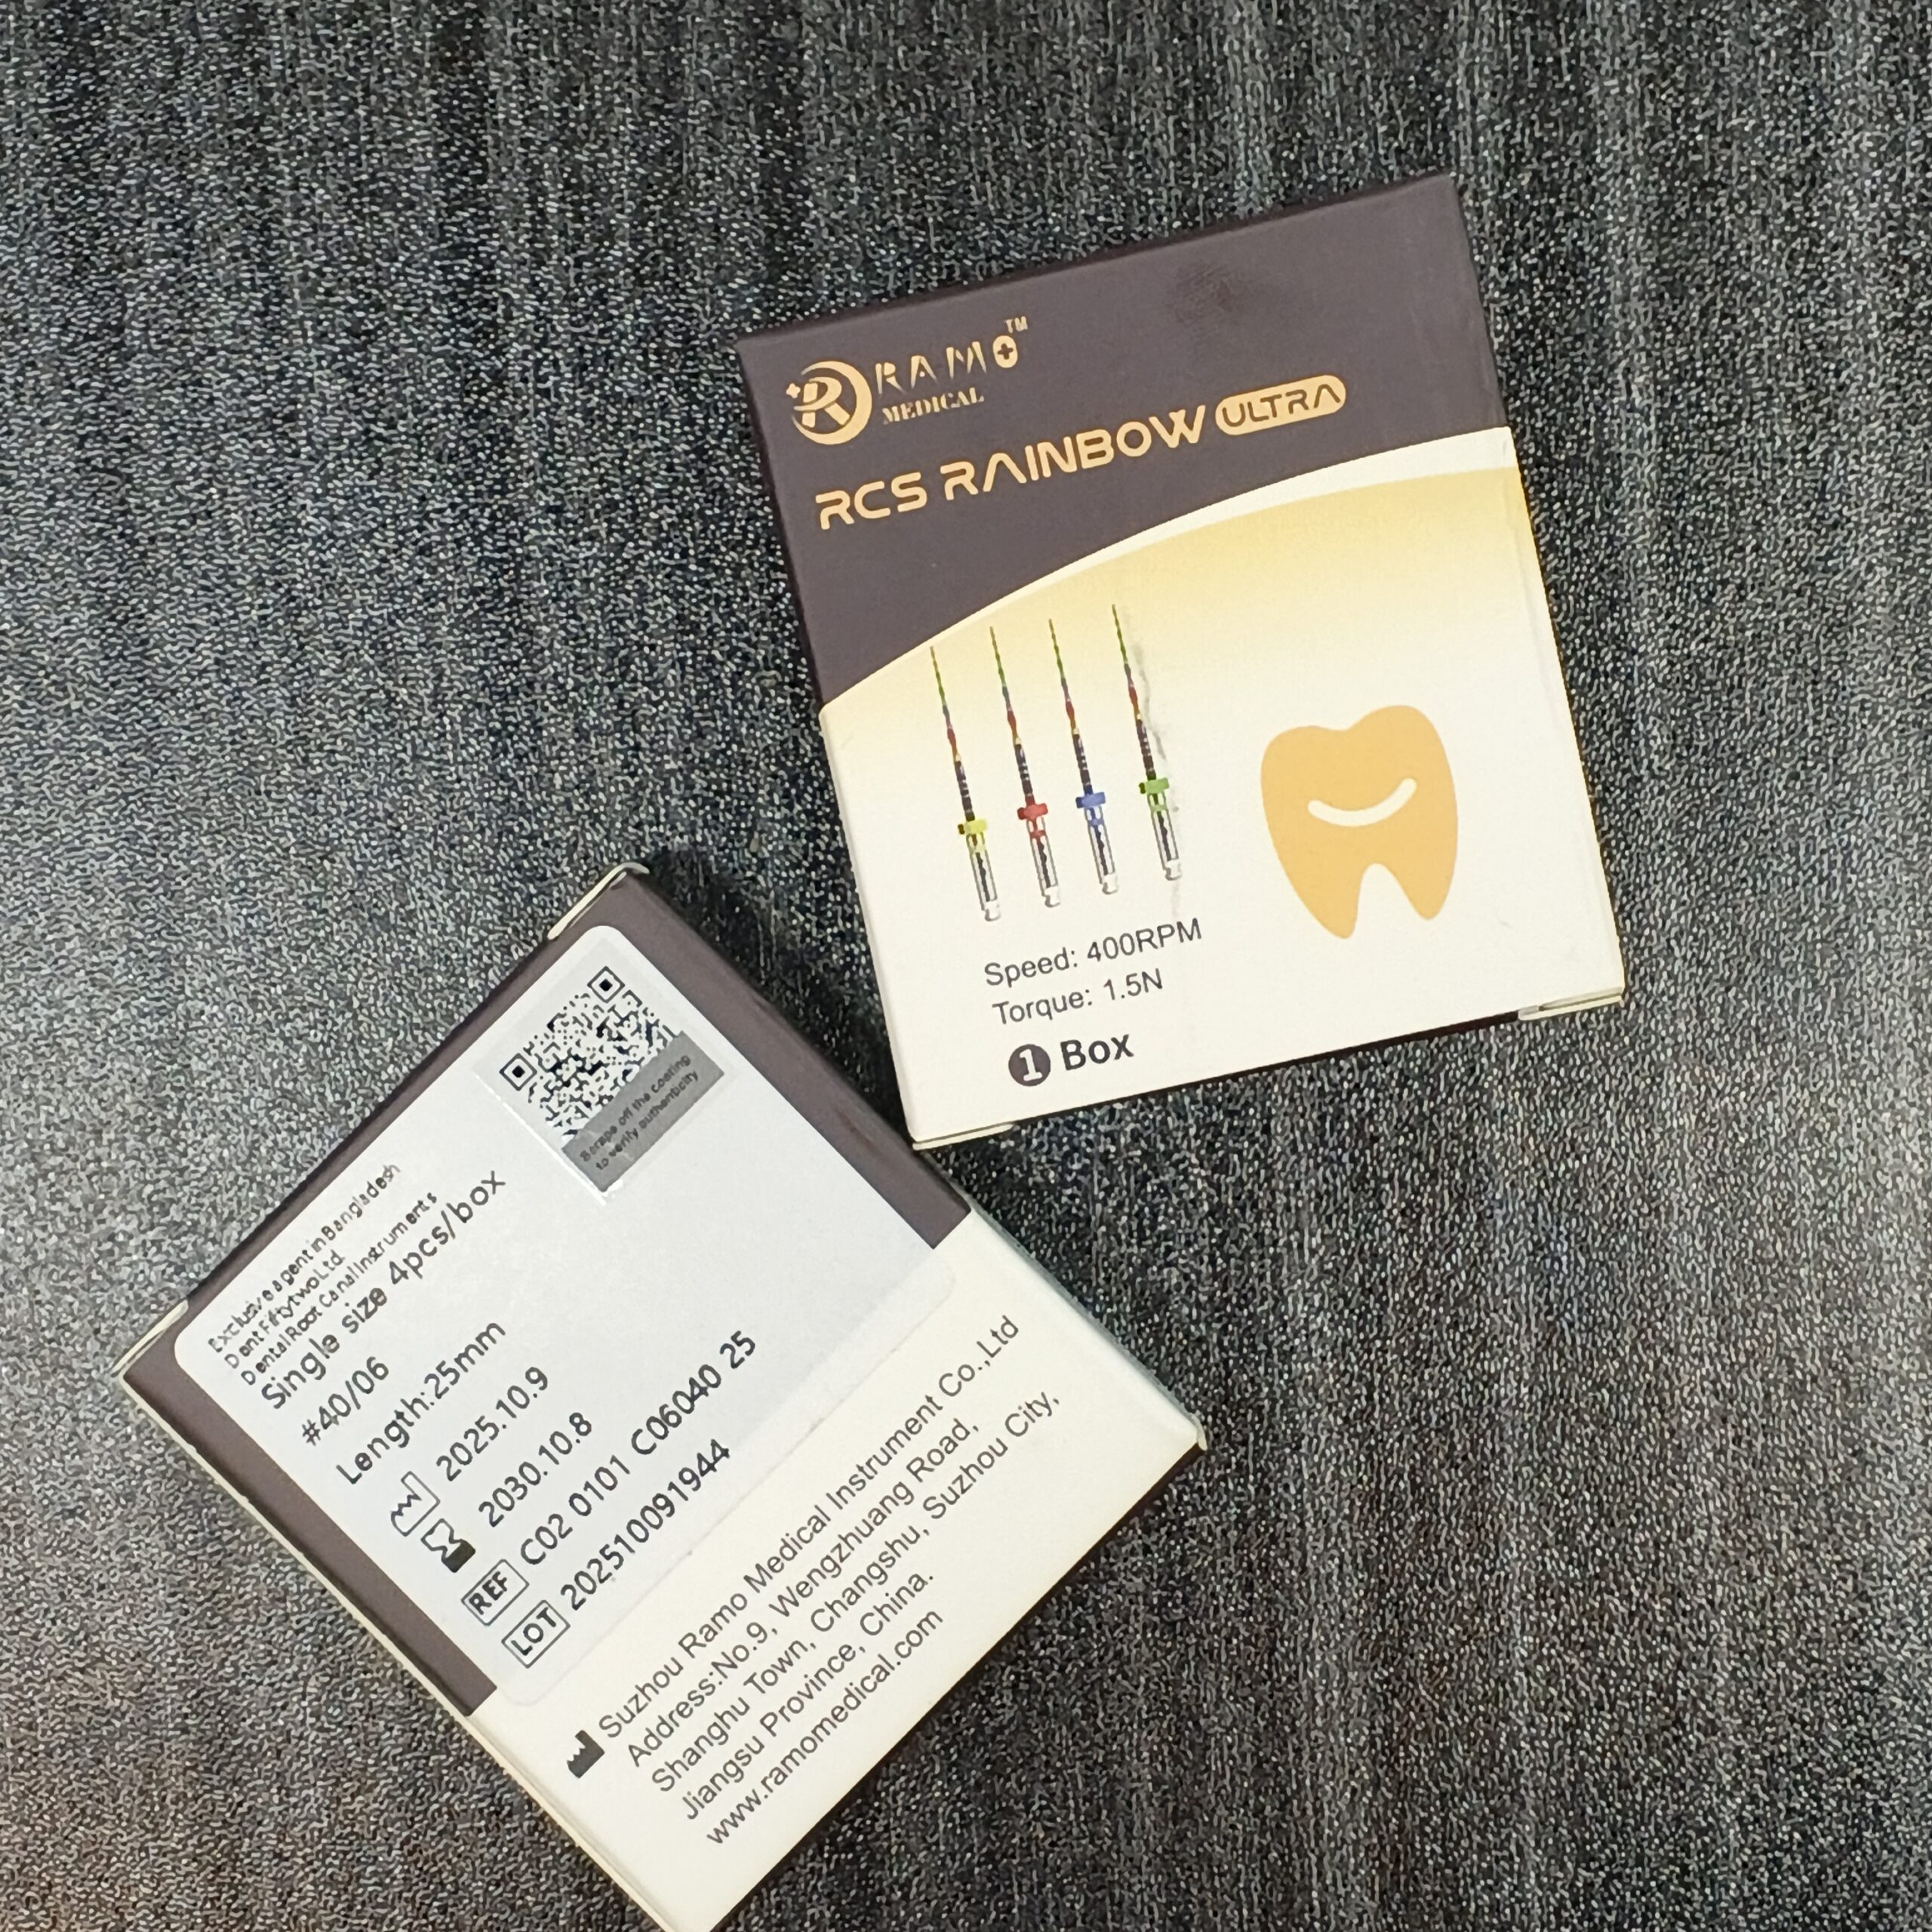 RAMO™
MEDICAL
RCS RAINBOW ULTRA
Speed: 400RPM
Torque: 1.5N
1 Box
Scrape off the coating
to verify authenticity
Exclusive agent in Bangladesh
Dent Fiftytwo Ltd.
Dental Root Canal Instruments
Single size 4pcs/box
#40/06
Length:25mm
2025.10.9
2030.10.8
REF C02 0101 C06040 25
LOT 202510091944
Suzhou Ramo Medical Instrument Co.,Ltd
Address:No.9, Wengzhuang Road,
Shanghu Town, Changshu, Suzhou City,
Jiangsu Province, China.
www.ramomedical.com